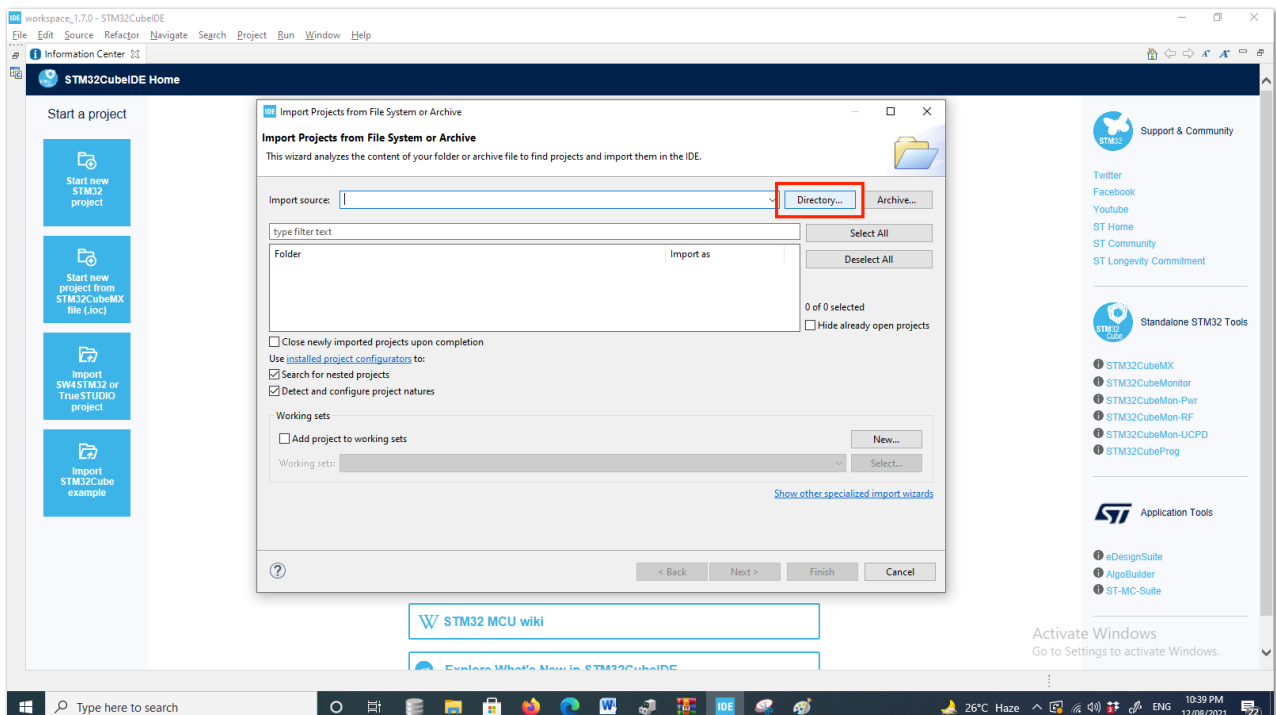 IDE workspace_1.7.0 - STM32CubeIDE
File Edit Source Refactor Navigate Search Project Run Window Help
Information Center
STM32CubeIDE Home
Start a project
Start new
STM32
project
Start new
project from
STM32CubeMX
file (.ioc)
Import
SW4STM32 or
TrueSTUDIO
project
Import
STM32Cube
example
IDE Import Projects from File System or Archive
Import Projects from File System or Archive
This wizard analyzes the content of your folder or archive file to find projects and import them in the IDE.
Import source: Directory... Archive...
type filter text Select All
Folder Import as Deselect All
0 of 0 selected
Hide already open projects
Close newly imported projects upon completion
Use installed project configurators to:
Search for nested projects
Detect and configure project natures
Working sets
Add project to working sets New...
Working sets: Select...
Show other specialized import wizards
? < Back Next > Finish Cancel
W STM32 MCU wiki
Explore What's New in STM32CubeIDE
STM32 Support & Community
Twitter
Facebook
Youtube
ST Home
ST Community
ST Longevity Commitment
STM32
Cube
Standalone STM32 Tools
STM32CubeMX
STM32CubeMonitor
STM32CubeMon-Pwr
STM32CubeMon-RF
STM32CubeMon-UCPD
STM32CubeProg
Application Tools
eDesignSuite
AlgoBuilder
ST-MC-Suite
Activate Windows
Go to Settings to activate Windows.
Type here to search W IDE 26°C Haze ENG 10:39 PM
12/08/2021 22